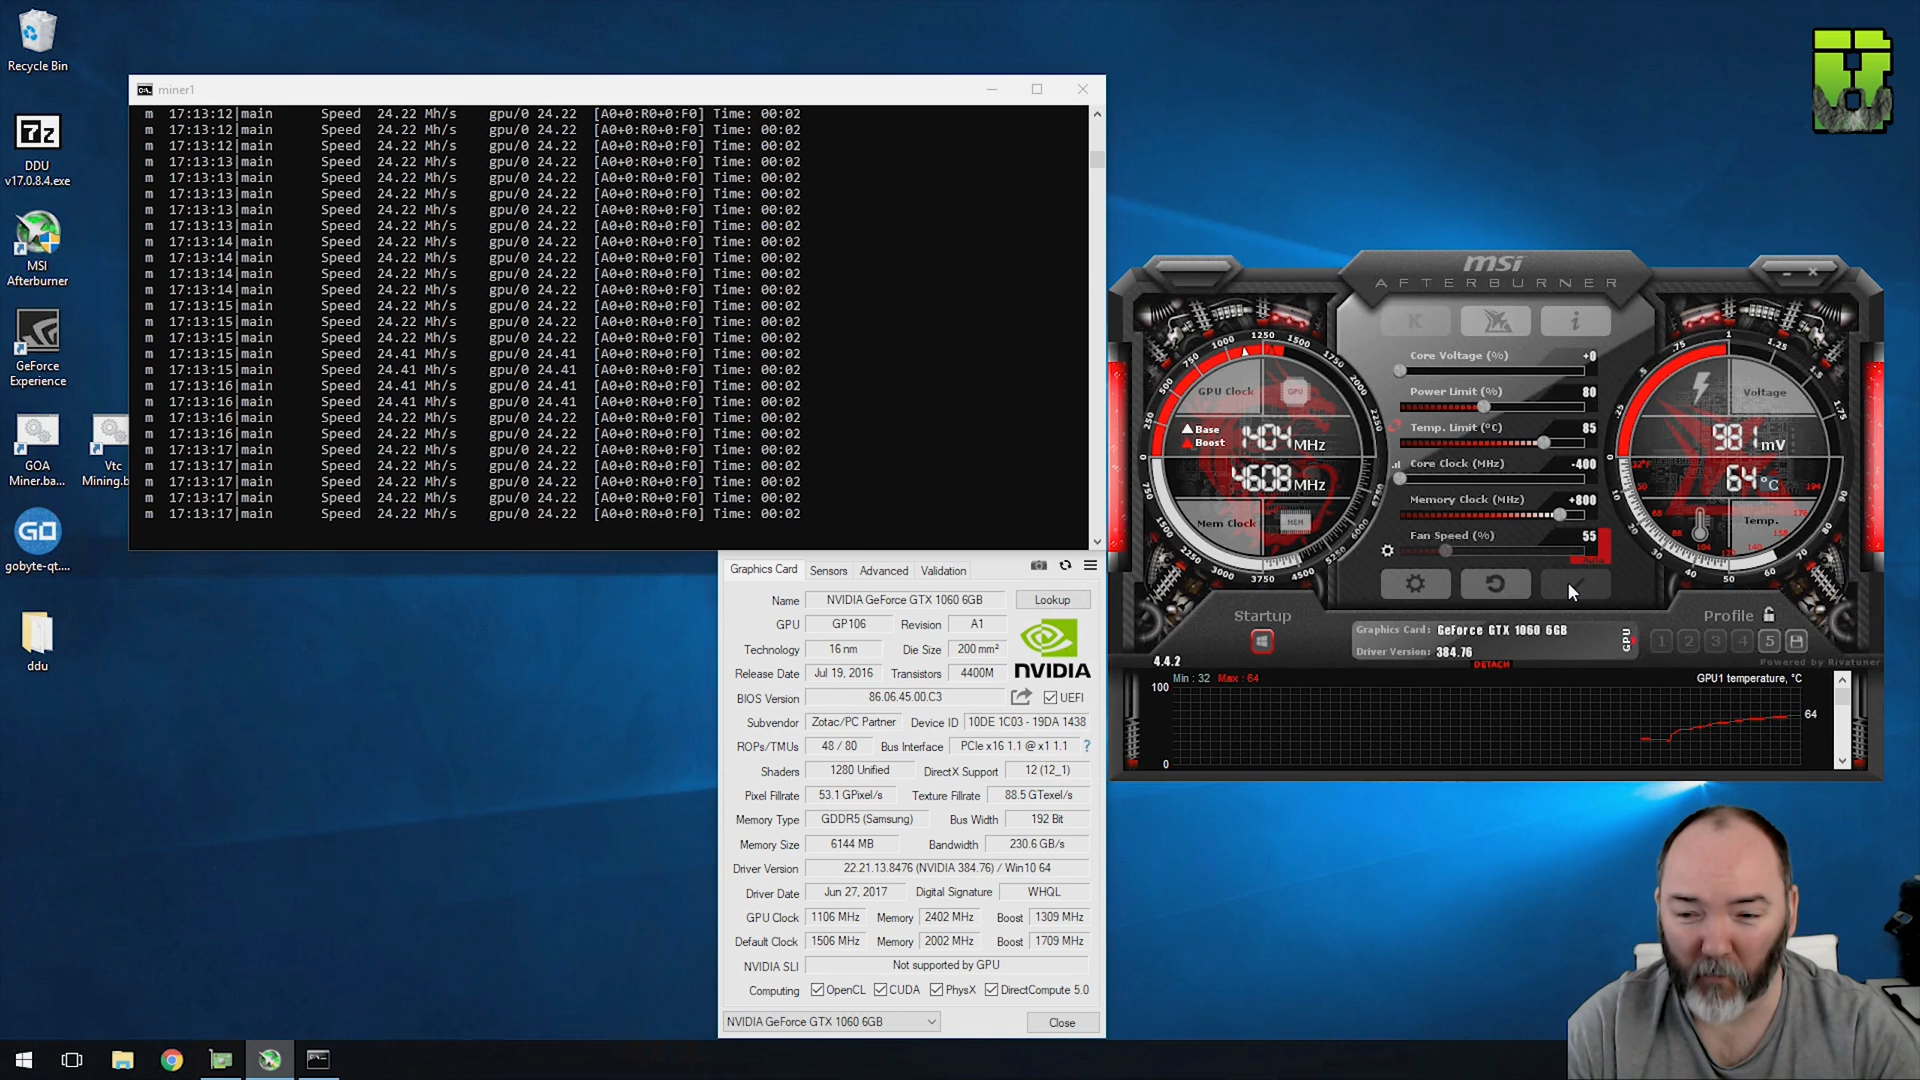 Recycle Bin
DDU
v17.0.8.4.exe
MSI
Afterburner
GeForce
Experience
GOA
Miner.ba...
Vtc
Mining.b
gobyte-qt....
ddu
miner1
m 17:13:12|main Speed 24.22 Mh/s gpu/0 24.22 [A0+0:R0+0:F0] Time: 00:02
m 17:13:12|main Speed 24.22 Mh/s gpu/0 24.22 [A0+0:R0+0:F0] Time: 00:02
m 17:13:12|main Speed 24.22 Mh/s gpu/0 24.22 [A0+0:R0+0:F0] Time: 00:02
m 17:13:13|main Speed 24.22 Mh/s gpu/0 24.22 [A0+0:R0+0:F0] Time: 00:02
m 17:13:13|main Speed 24.22 Mh/s gpu/0 24.22 [A0+0:R0+0:F0] Time: 00:02
m 17:13:13|main Speed 24.22 Mh/s gpu/0 24.22 [A0+0:R0+0:F0] Time: 00:02
m 17:13:13|main Speed 24.22 Mh/s gpu/0 24.22 [A0+0:R0+0:F0] Time: 00:02
m 17:13:13|main Speed 24.22 Mh/s gpu/0 24.22 [A0+0:R0+0:F0] Time: 00:02
m 17:13:14|main Speed 24.22 Mh/s gpu/0 24.22 [A0+0:R0+0:F0] Time: 00:02
m 17:13:14|main Speed 24.22 Mh/s gpu/0 24.22 [A0+0:R0+0:F0] Time: 00:02
m 17:13:14|main Speed 24.22 Mh/s gpu/0 24.22 [A0+0:R0+0:F0] Time: 00:02
m 17:13:14|main Speed 24.22 Mh/s gpu/0 24.22 [A0+0:R0+0:F0] Time: 00:02
m 17:13:15|main Speed 24.22 Mh/s gpu/0 24.22 [A0+0:R0+0:F0] Time: 00:02
m 17:13:15|main Speed 24.22 Mh/s gpu/0 24.22 [A0+0:R0+0:F0] Time: 00:02
m 17:13:15|main Speed 24.22 Mh/s gpu/0 24.22 [A0+0:R0+0:F0] Time: 00:02
m 17:13:15|main Speed 24.41 Mh/s gpu/0 24.41 [A0+0:R0+0:F0] Time: 00:02
m 17:13:15|main Speed 24.41 Mh/s gpu/0 24.41 [A0+0:R0+0:F0] Time: 00:02
m 17:13:16|main Speed 24.41 Mh/s gpu/0 24.41 [A0+0:R0+0:F0] Time: 00:02
m 17:13:16|main Speed 24.41 Mh/s gpu/0 24.41 [A0+0:R0+0:F0] Time: 00:02
m 17:13:16|main Speed 24.22 Mh/s gpu/0 24.22 [A0+0:R0+0:F0] Time: 00:02
m 17:13:16|main Speed 24.22 Mh/s gpu/0 24.22 [A0+0:R0+0:F0] Time: 00:02
m 17:13:17|main Speed 24.22 Mh/s gpu/0 24.22 [A0+0:R0+0:F0] Time: 00:02
m 17:13:17|main Speed 24.22 Mh/s gpu/0 24.22 [A0+0:R0+0:F0] Time: 00:02
m 17:13:17|main Speed 24.22 Mh/s gpu/0 24.22 [A0+0:R0+0:F0] Time: 00:02
m 17:13:17|main Speed 24.22 Mh/s gpu/0 24.22 [A0+0:R0+0:F0] Time: 00:02
m 17:13:17|main Speed 24.22 Mh/s gpu/0 24.22 [A0+0:R0+0:F0] Time: 00:02
Graphics Card Sensors Advanced Validation
Name NVIDIA GeForce GTX 1060 6GB Lookup
GPU GP106 Revision A1
Technology 16 nm Die Size 200 mm²
Release Date Jul 19, 2016 Transistors 4400M
NVIDIA
BIOS Version 86.06.45.00.C3 UEFI
Subvendor Zotac/PC Partner Device ID 10DE 1C03 - 19DA 1438
ROPs/TMUs 48 / 80 Bus Interface PCIe x16 1.1 @ x1 1.1 ?
Shaders 1280 Unified DirectX Support 12 (12_1)
Pixel Fillrate 53.1 GPixel/s Texture Fillrate 88.5 GTexel/s
Memory Type GDDR5 (Samsung) Bus Width 192 Bit
Memory Size 6144 MB Bandwidth 230.6 GB/s
Driver Version 22.21.13.8476 (NVIDIA 384.76) / Win10 64
Driver Date Jun 27, 2017 Digital Signature WHQL
GPU Clock 1106 MHz Memory 2402 MHz Boost 1309 MHz
Default Clock 1506 MHz Memory 2002 MHz Boost 1709 MHz
NVIDIA SLI Not supported by GPU
Computing OpenCL CUDA PhysX DirectCompute 5.0
NVIDIA GeForce GTX 1060 6GB Close
msi
AFTERBURNER
K i
Core Voltage (%) +0
Power Limit (%) 80
Temp. Limit (°C) 85
Core Clock (MHz) -400
Memory Clock (MHz) +800
Fan Speed (%) 55
GPU Clock GPU
Base
Boost
1404 MHz
4608 MHz
Mem Clock MEM
Voltage
981 mV
64 °C
Temp.
Startup
Profile
1 2 3 4 5
Graphics Card: GeForce GTX 1060 6GB
Driver Version: 384.76
GPU
4.4.2
DETACH
Powered by Rivatuner
Min : 32 Max : 64
GPU1 temperature, °C
100
64
0